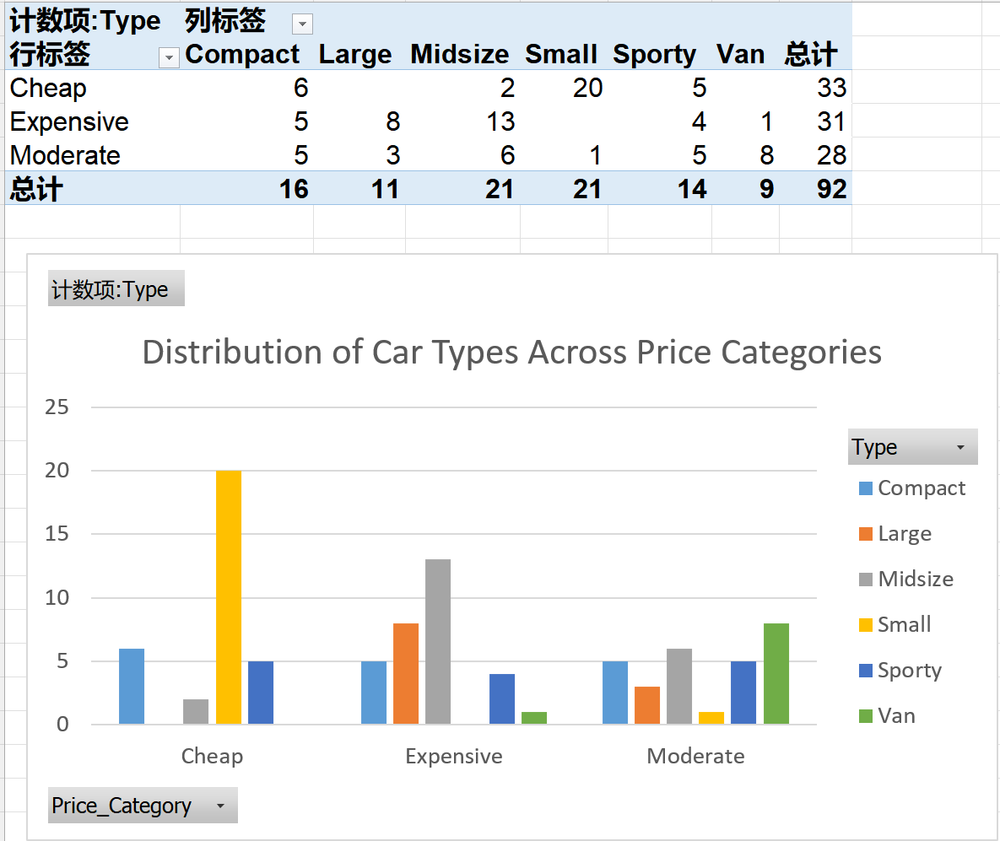 计数项:Type 列标签
行标签 Compact Large Midsize Small Sporty Van 总计
Cheap 6 2 20 5 33
Expensive 5 8 13 4 1 31
Moderate 5 3 6 1 5 8 28
总计 16 11 21 21 14 9 92
计数项:Type
Distribution of Car Types Across Price Categories
25
20
15
10
5
0
Cheap Expensive Moderate
Type
Compact
Large
Midsize
Small
Sporty
Van
Price_Category